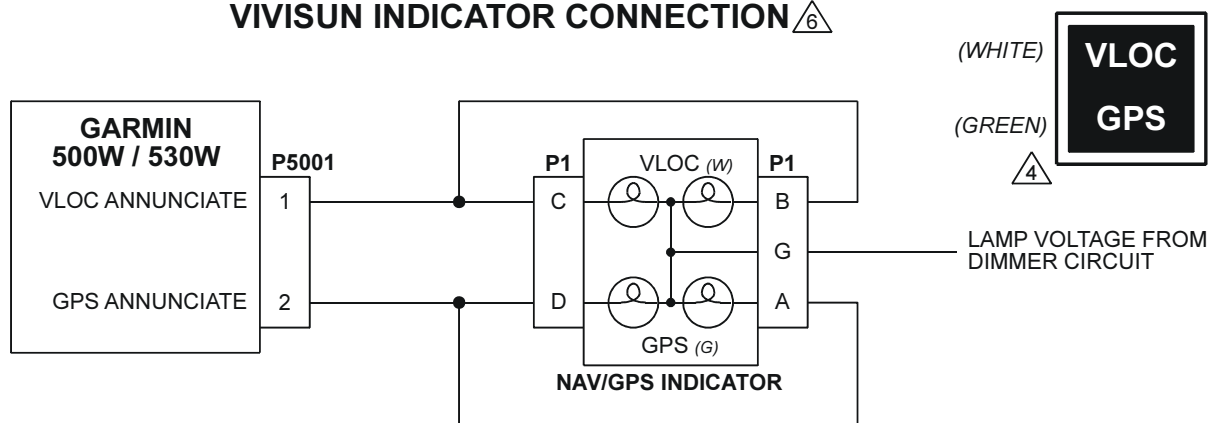 VIVISUN INDICATOR CONNECTION 6
(WHITE)
VLOC
(GREEN)
GPS
4
GARMIN
500W / 530W
P5001
VLOC ANNUNCIATE
1
GPS ANNUNCIATE
2
P1
VLOC (W)
P1
C
B
G
D
A
GPS (G)
NAV/GPS INDICATOR
LAMP VOLTAGE FROM
DIMMER CIRCUIT